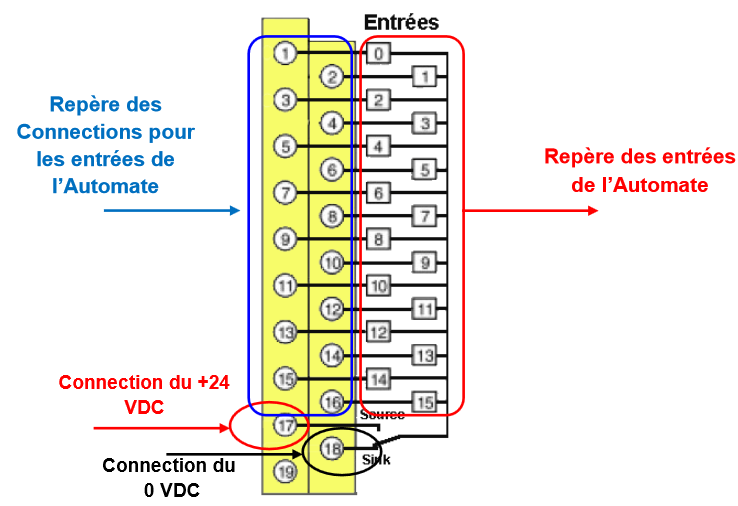 Entrées
1 0
2 1
3 2
4 3
5 4
6 5
7 6
8 7
9 8
10 9
11 10
12 11
13 12
14 13
15 14
16 15
17 Source
18 Sink
19
Repère des
Connections pour
les entrées de
l'Automate
Repère des entrées
de l'Automate
Connection du +24
VDC
Connection du
0 VDC